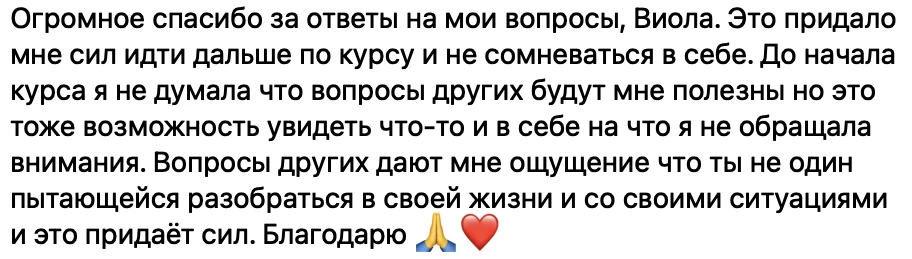 Огромное спасибо за ответы на мои вопросы, Виола. Это придало
мне сил идти дальше по курсу и не сомневаться в себе. До начала
курса я не думала что вопросы других будут мне полезны но это
тоже возможность увидеть что-то и в себе на что я не обращала
внимания. Вопросы других дают мне ощущение что ты не один
пытающейся разобраться в своей жизни и со своими ситуациями
и это придаёт сил. Благодарю 🙏❤️